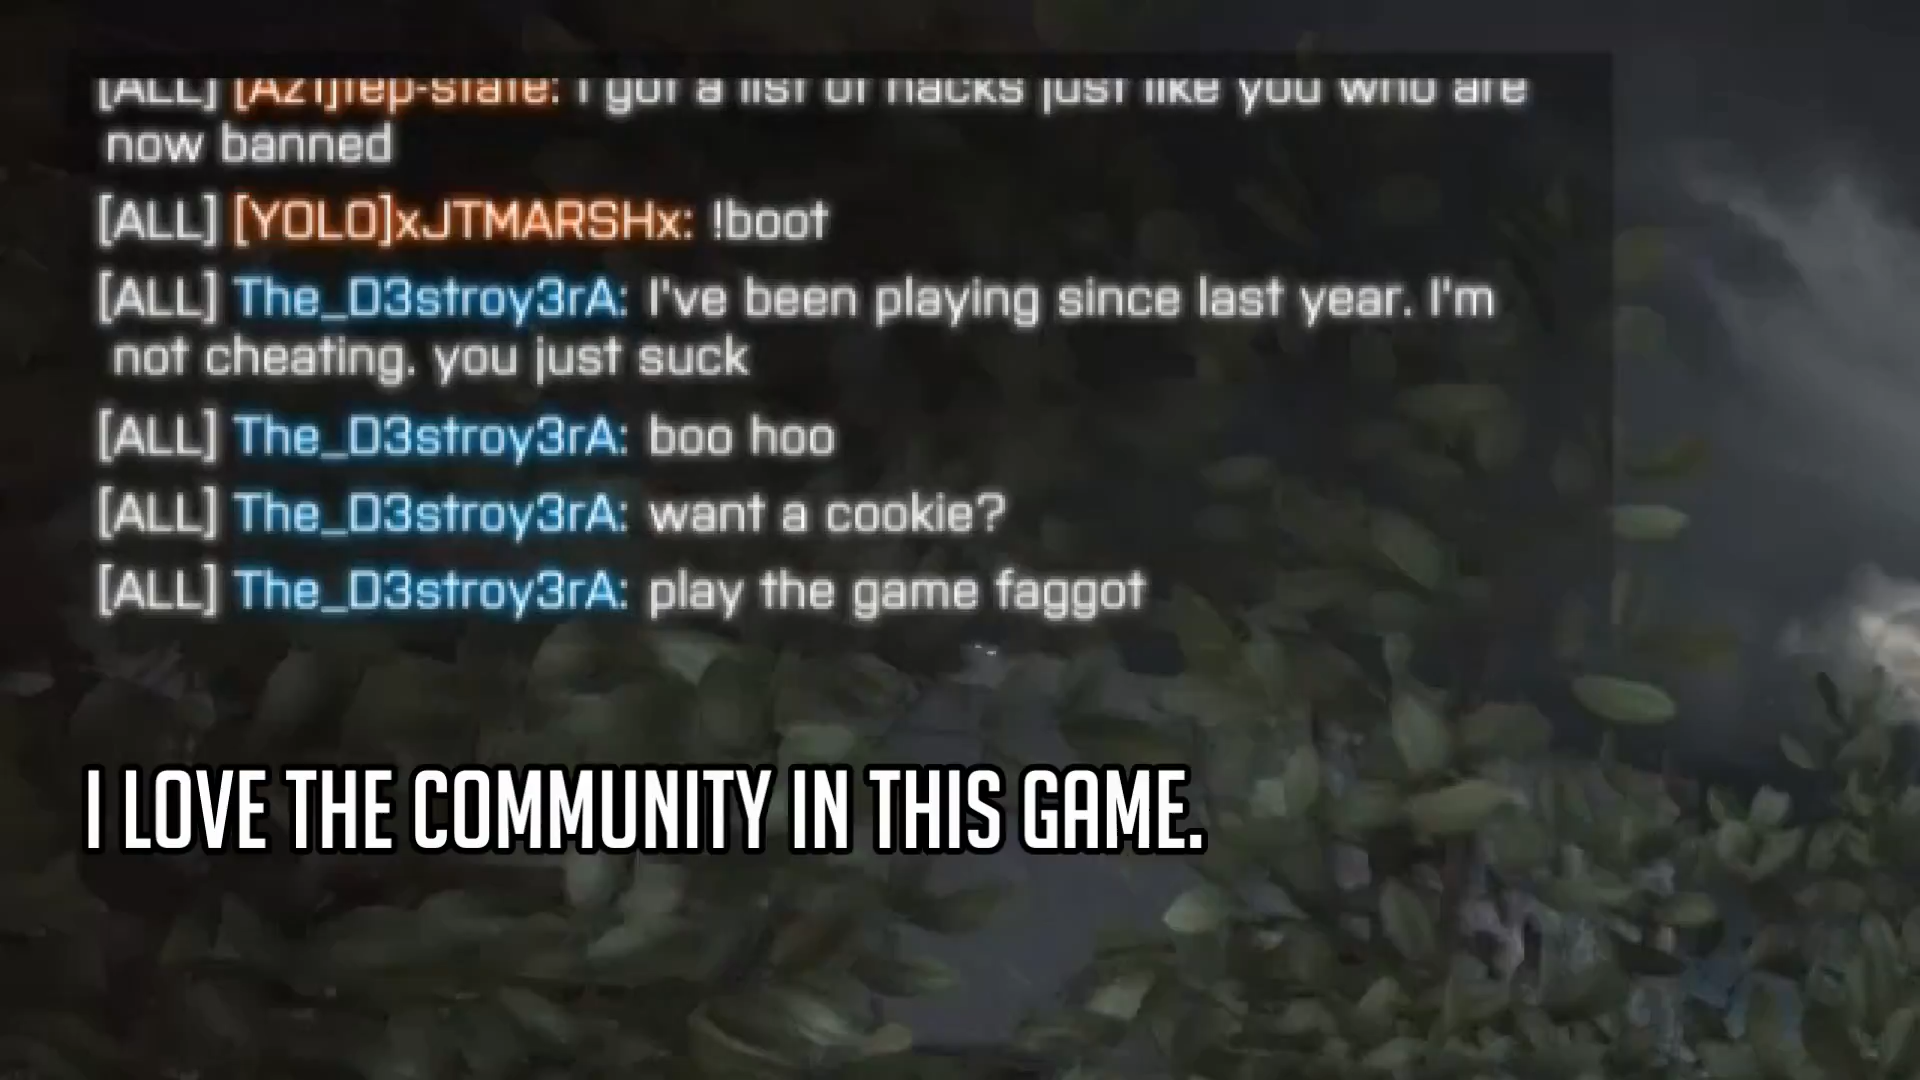 [ALL] I got a list of hacks just like you who are
now banned
[ALL] [YOLO]xJTMARSHx: !boot
[ALL] The_D3stroy3rA: I've been playing since last year. I'm
not cheating. you just suck
[ALL] The_D3stroy3rA: boo hoo
[ALL] The_D3stroy3rA: want a cookie?
[ALL] The_D3stroy3rA: play the game faggot
I LOVE THE COMMUNITY IN THIS GAME.